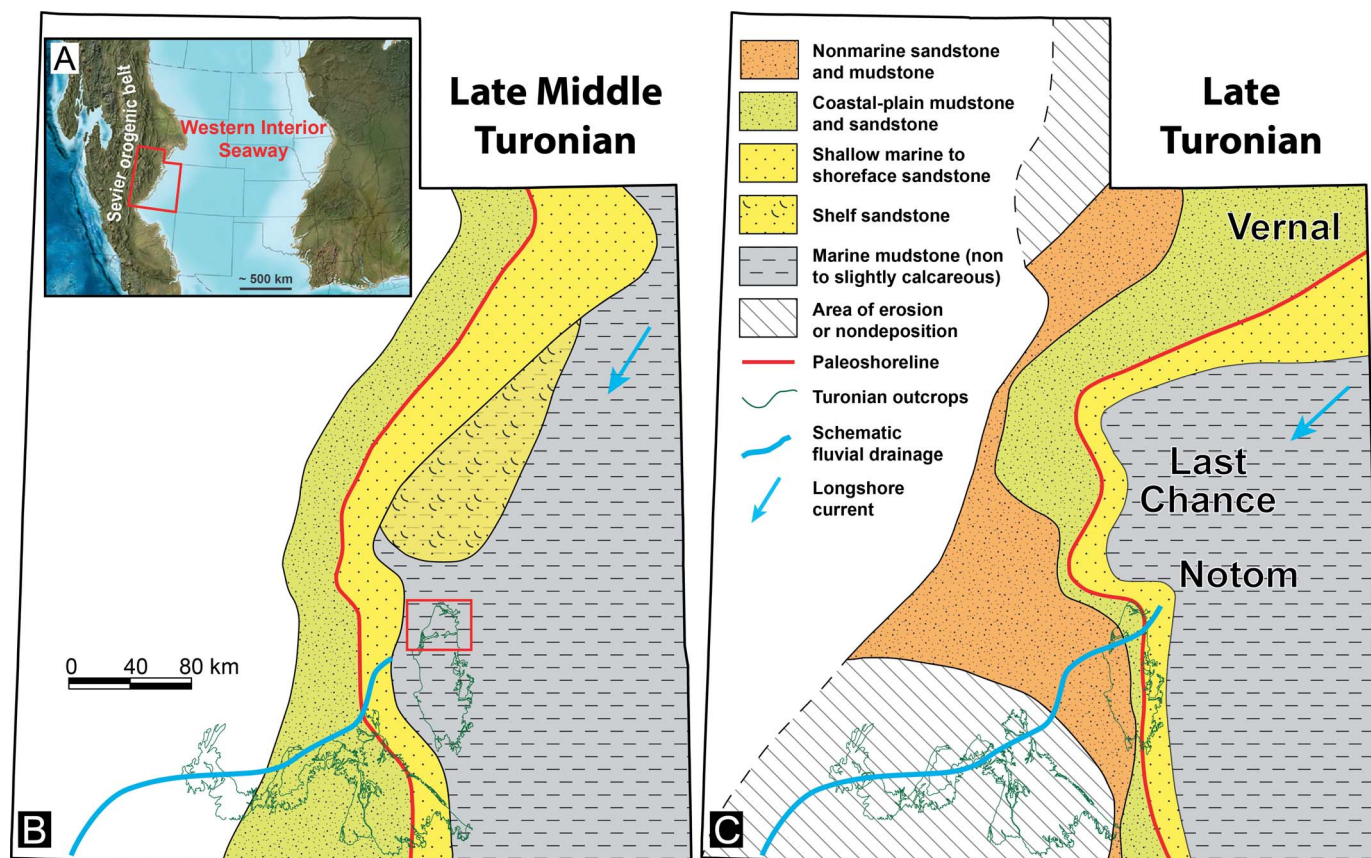 A
Sevier orogenic belt
Western Interior
Seaway
~ 500 km
Late Middle
Turonian
0 40 80 km
B
Nonmarine sandstone
and mudstone
Coastal-plain mudstone
and sandstone
Shallow marine to
shoreface sandstone
Shelf sandstone
Marine mudstone (non
to slightly calcareous)
Area of erosion
or nondeposition
Paleoshoreline
Turonian outcrops
Schematic
fluvial drainage
Longshore
current
Late
Turonian
Vernal
Last
Chance
Notom
C